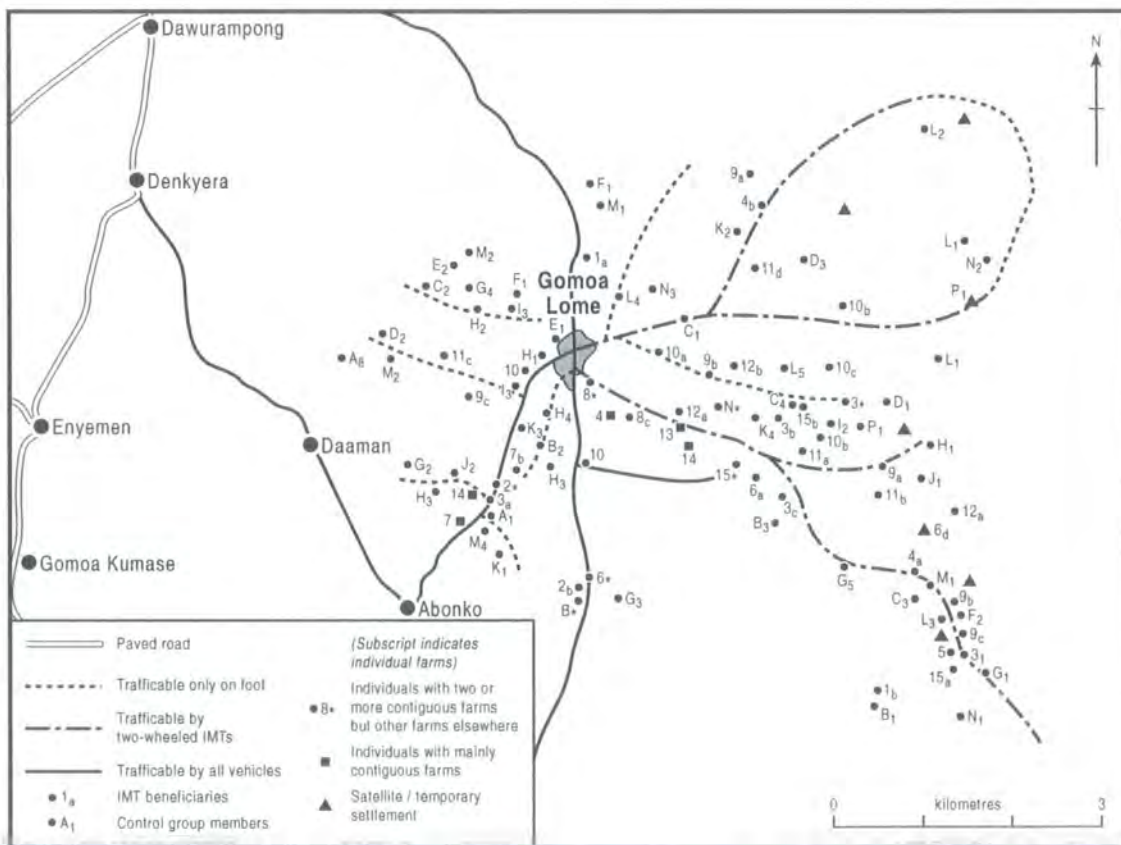 Dawurampong
N
Denkyera
L₂
9ₐ
F₁
4b
M₁
K₂
L₁
M₂
1ₐ
D₃
N₂
E₂
11d
C₂
G₄
F₁
Gomoa
Lome
N₃
P₁
L₄
I₃
10b
H₂
E₁
C₁
D₂
11c
H₁
10ₐ
L₁
A₈
M₂
10
9b
12b
L₅
10c
I₃
8*
9c
C₄
3*
D₁
Enyemen
H₄
4
8c
12ₐ
N*
15b
I₂
P₁
K₃
13
K₄
3b
10b
Daaman
B₂
14
11ₐ
H₁
G₂
J₂
7b
H₃
10
15*
9ₐ
J₁
H₃
14
2*
6ₐ
3c
11b
3ₐ
12ₐ
7
A₁
B₃
6d
M₄
Gomoa Kumase
K₁
G₅
4ₐ
M₁
2b
6*
Abonko
B*
G₃
C₃
9b
F₂
L₃
9c
5
3₁
15ₐ
G₁
1b
B₁
N₁
Paved road
Trafficable only on foot
Trafficable by
two-wheeled IMTs
Trafficable by all vehicles
1ₐ IMT beneficiaries
A₁ Control group members
(Subscript indicates
individual farms)
Individuals with two or
8* more contiguous farms
but other farms elsewhere
Individuals with mainly
contiguous farms
Satellite / temporary
settlement
0 kilometres 3